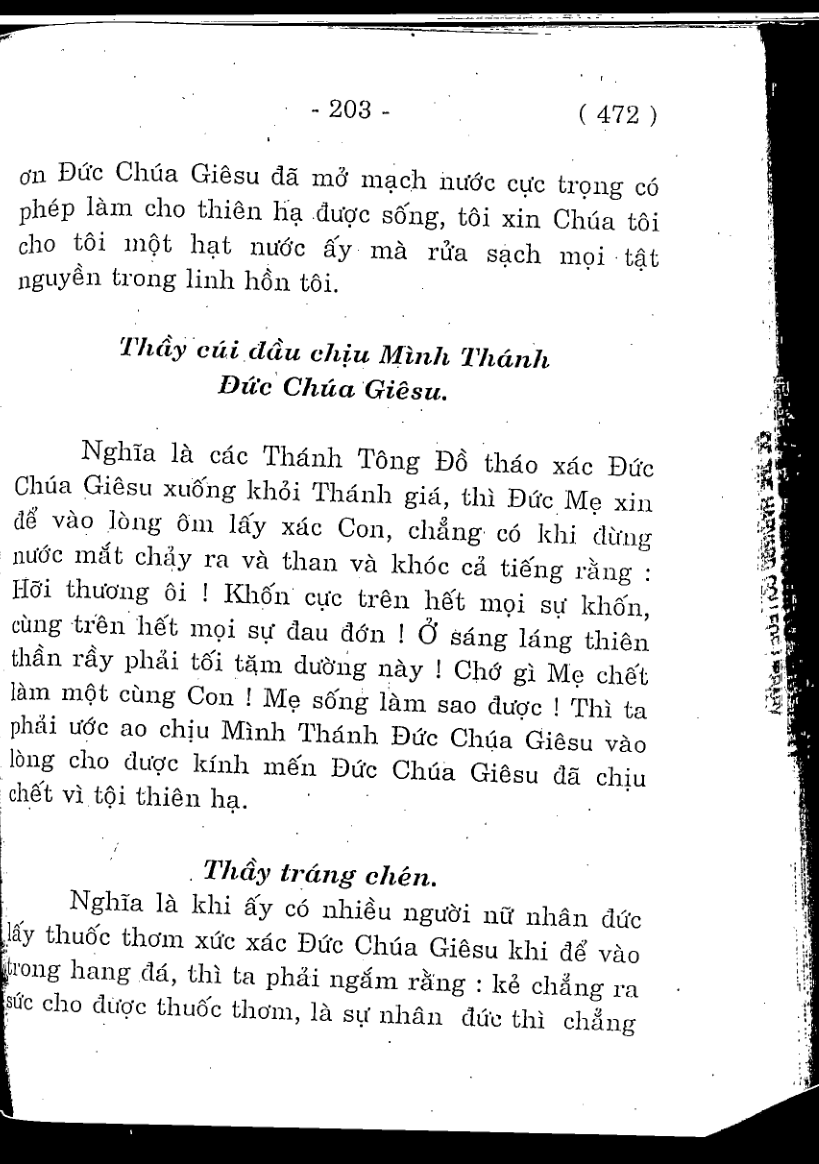 - 203 - ( 472 )
ơn Đức Chúa Giêsu đã mở mạch nước cực trọng có
phép làm cho thiên hạ được sống, tôi xin Chúa tôi
cho tôi một hạt nước ấy mà rửa sạch mọi tật
nguyền trong linh hồn tôi.
Thầy cúi đầu chịu Mình Thánh
Đức Chúa Giêsu.
Nghĩa là các Thánh Tông Đồ tháo xác Đức
Chúa Giêsu xuống khỏi Thánh giá, thì Đức Mẹ xin
để vào lòng ôm lấy xác Con, chẳng có khi đừng
nước mắt chảy ra và than và khóc cả tiếng rằng :
Hỡi thương ôi ! Khốn cực trên hết mọi sự khốn,
cùng trên hết mọi sự đau đớn ! Ở sáng láng thiên
thần rầy phải tối tăm dường này ! Chớ gì Mẹ chết
làm một cùng Con ! Mẹ sống làm sao được ! Thì ta
phải ước ao chịu Mình Thánh Đức Chúa Giêsu vào
lòng cho được kính mến Đức Chúa Giêsu đã chịu
chết vì tội thiên hạ.
Thầy tráng chén.
Nghĩa là khi ấy có nhiều người nữ nhân đức
lấy thuốc thơm xức xác Đức Chúa Giêsu khi để vào
trong hang đá, thì ta phải ngắm rằng : kẻ chẳng ra
sức cho được thuốc thơm, là sự nhân đức thì chẳng